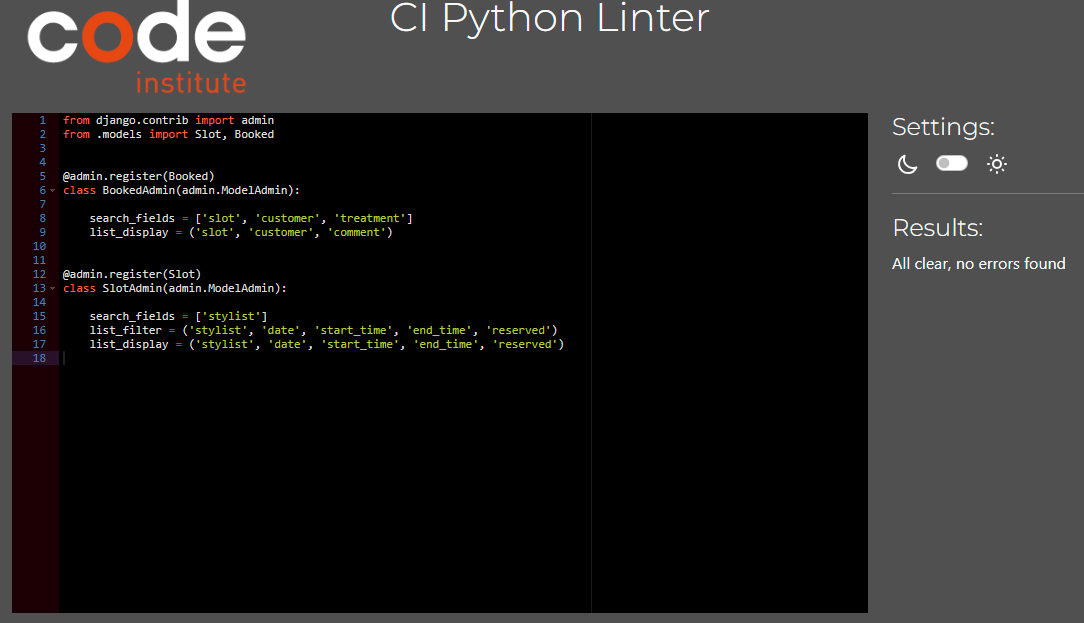 code
institute
CI Python Linter
1 from django.contrib import admin
2 from .models import Slot, Booked
3
4
5 @admin.register(Booked)
6 class BookedAdmin(admin.ModelAdmin):
7
8     search_fields = ['slot', 'customer', 'treatment']
9     list_display = ('slot', 'customer', 'comment')
10
11
12 @admin.register(Slot)
13 class SlotAdmin(admin.ModelAdmin):
14
15     search_fields = ['stylist']
16     list_filter = ('stylist', 'date', 'start_time', 'end_time', 'reserved')
17     list_display = ('stylist', 'date', 'start_time', 'end_time', 'reserved')
18
Settings:
Results:
All clear, no errors found